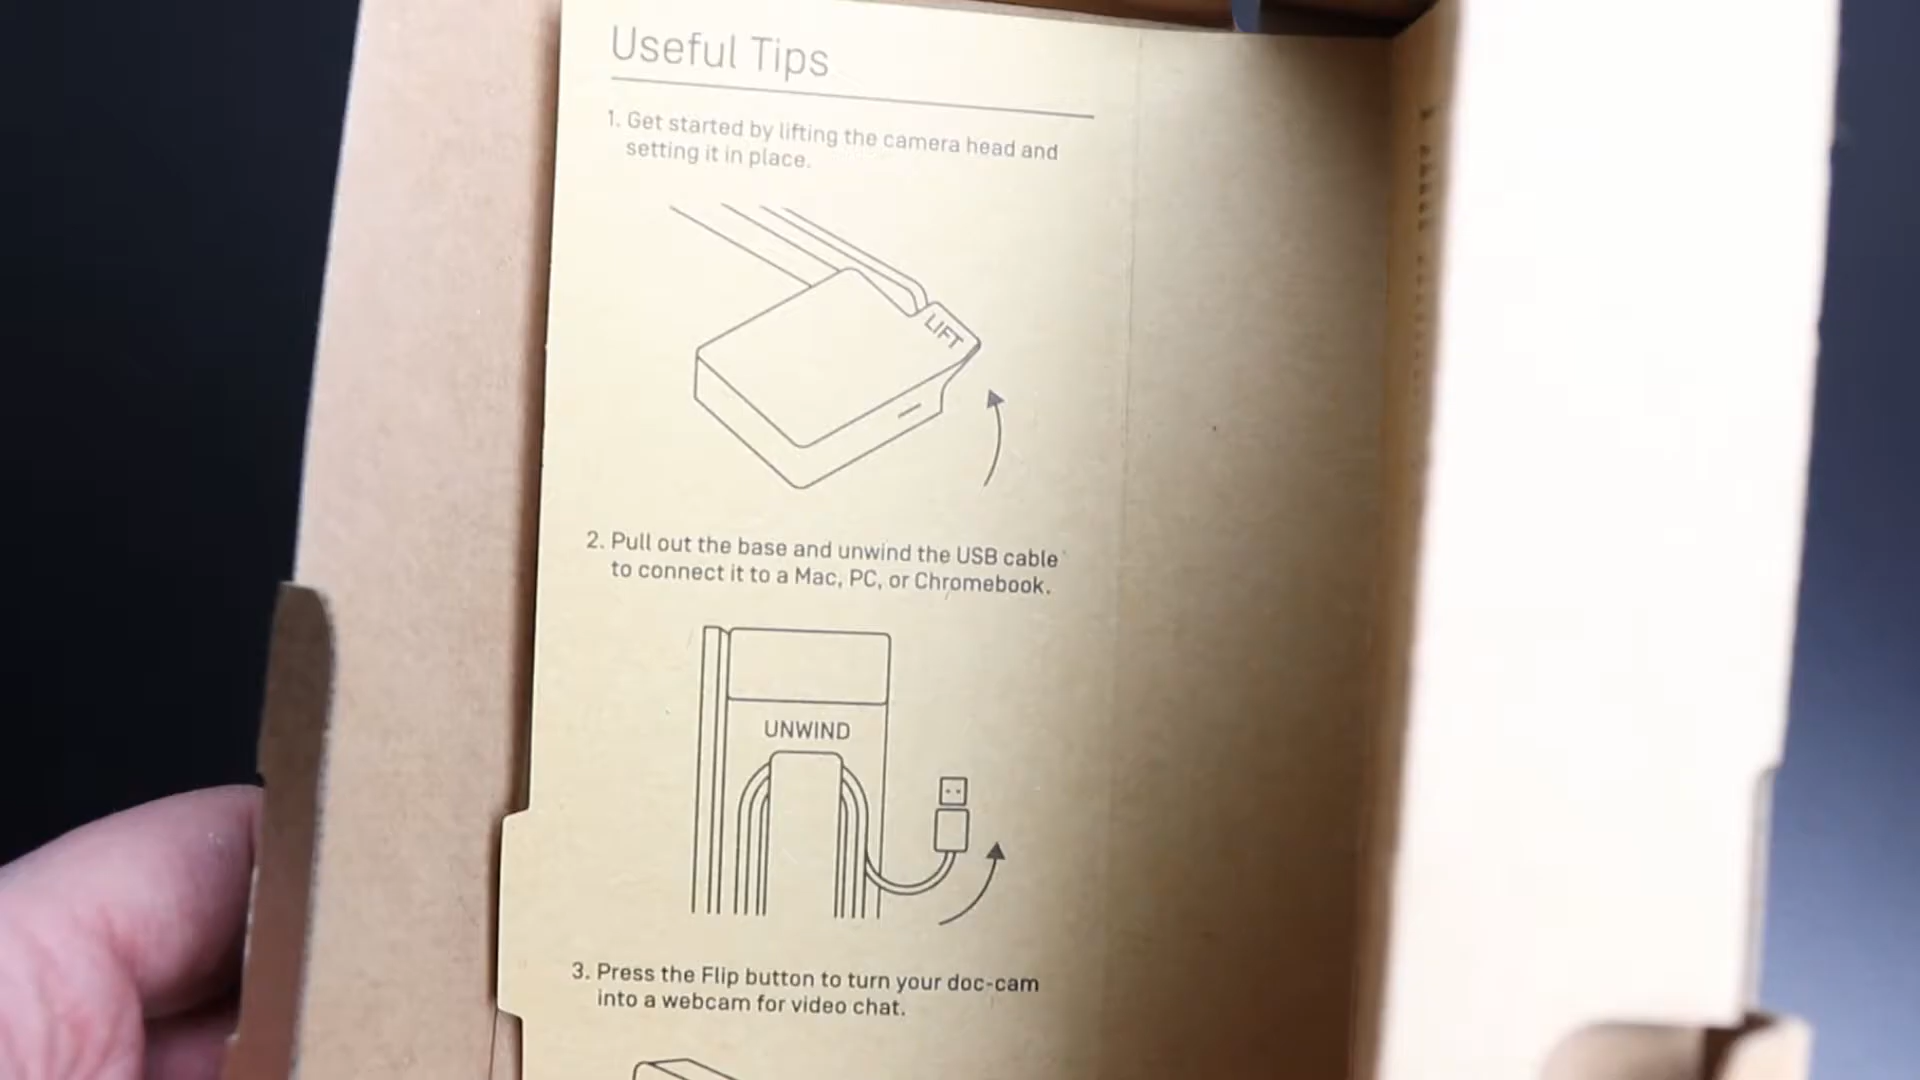 Useful Tips
1. Get started by lifting the camera head and
setting it in place.
LIFT
2. Pull out the base and unwind the USB cable
to connect it to a Mac, PC, or Chromebook.
UNWIND
3. Press the Flip button to turn your doc-cam
into a webcam for video chat.